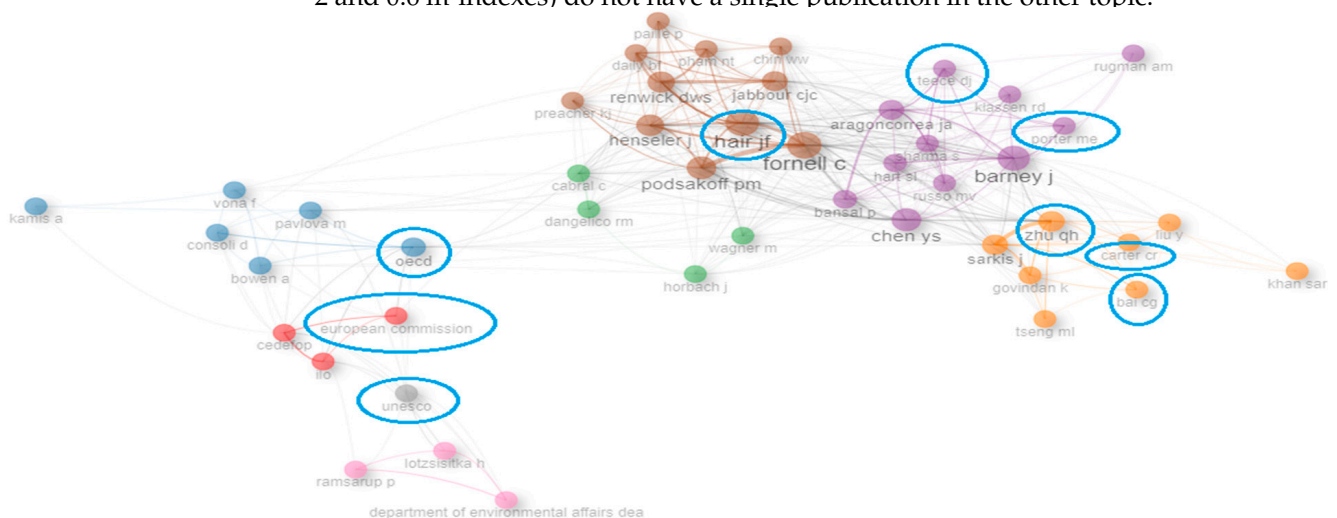 2 and 6.6 m-indexes) do not have a single publication in the other topic.
paille p
daily bf
pham nt
chin ww
teece dj
rugman am
renwick dws
jabbour cjc
klassen rd
preacher kj
aragoncorrea ja
porter me
henseler j
hair jf
sharma s
fornell c
hart sl
barney j
cabral c
podsakoff pm
russo mv
vona f
bansal p
kamis a
pavlova m
dangelico rm
consoli d
wagner m
chen ys
zhu qh
liu y
oecd
sarkis j
carter cr
bowen a
horbach j
govindan k
khan sar
bai cg
european commission
tseng ml
cedefop
ilo
unesco
lotzsisitka h
ramsarup p
department of environmental affairs dea